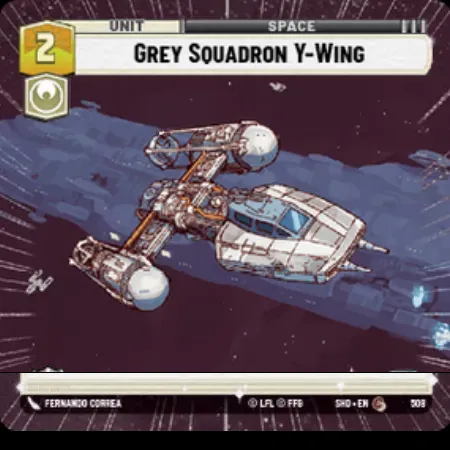 UNIT
SPACE
2
GREY SQUADRON Y-WING
FERNANDO CORREA
© LFL © FFG
SHD • EN
508